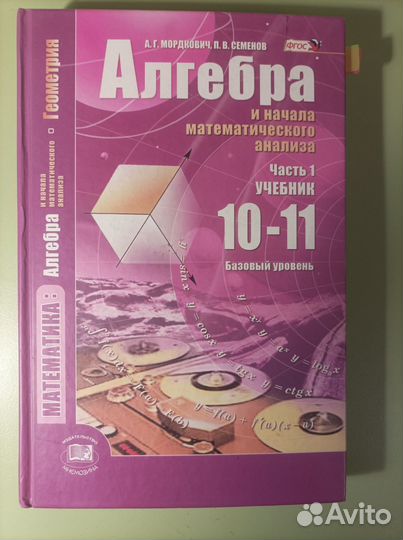 А. Г. МОРДКОВИЧ, П. В. СЕМЕНОВ
ФГОС
Алгебра
и начала
математического
анализа
Часть 1
УЧЕБНИК
10-11
Базовый уровень
МАТЕМАТИКА:
Алгебра
и начала
математического
анализа
Геометрия
y = sin x
y = cos x
y = tg x
y = ctg x
y = aˣ
y = log x
y = f(a) + f'(a)(x − a)
ИЗДАТЕЛЬСТВО
МНЕМОЗИНА
Avito